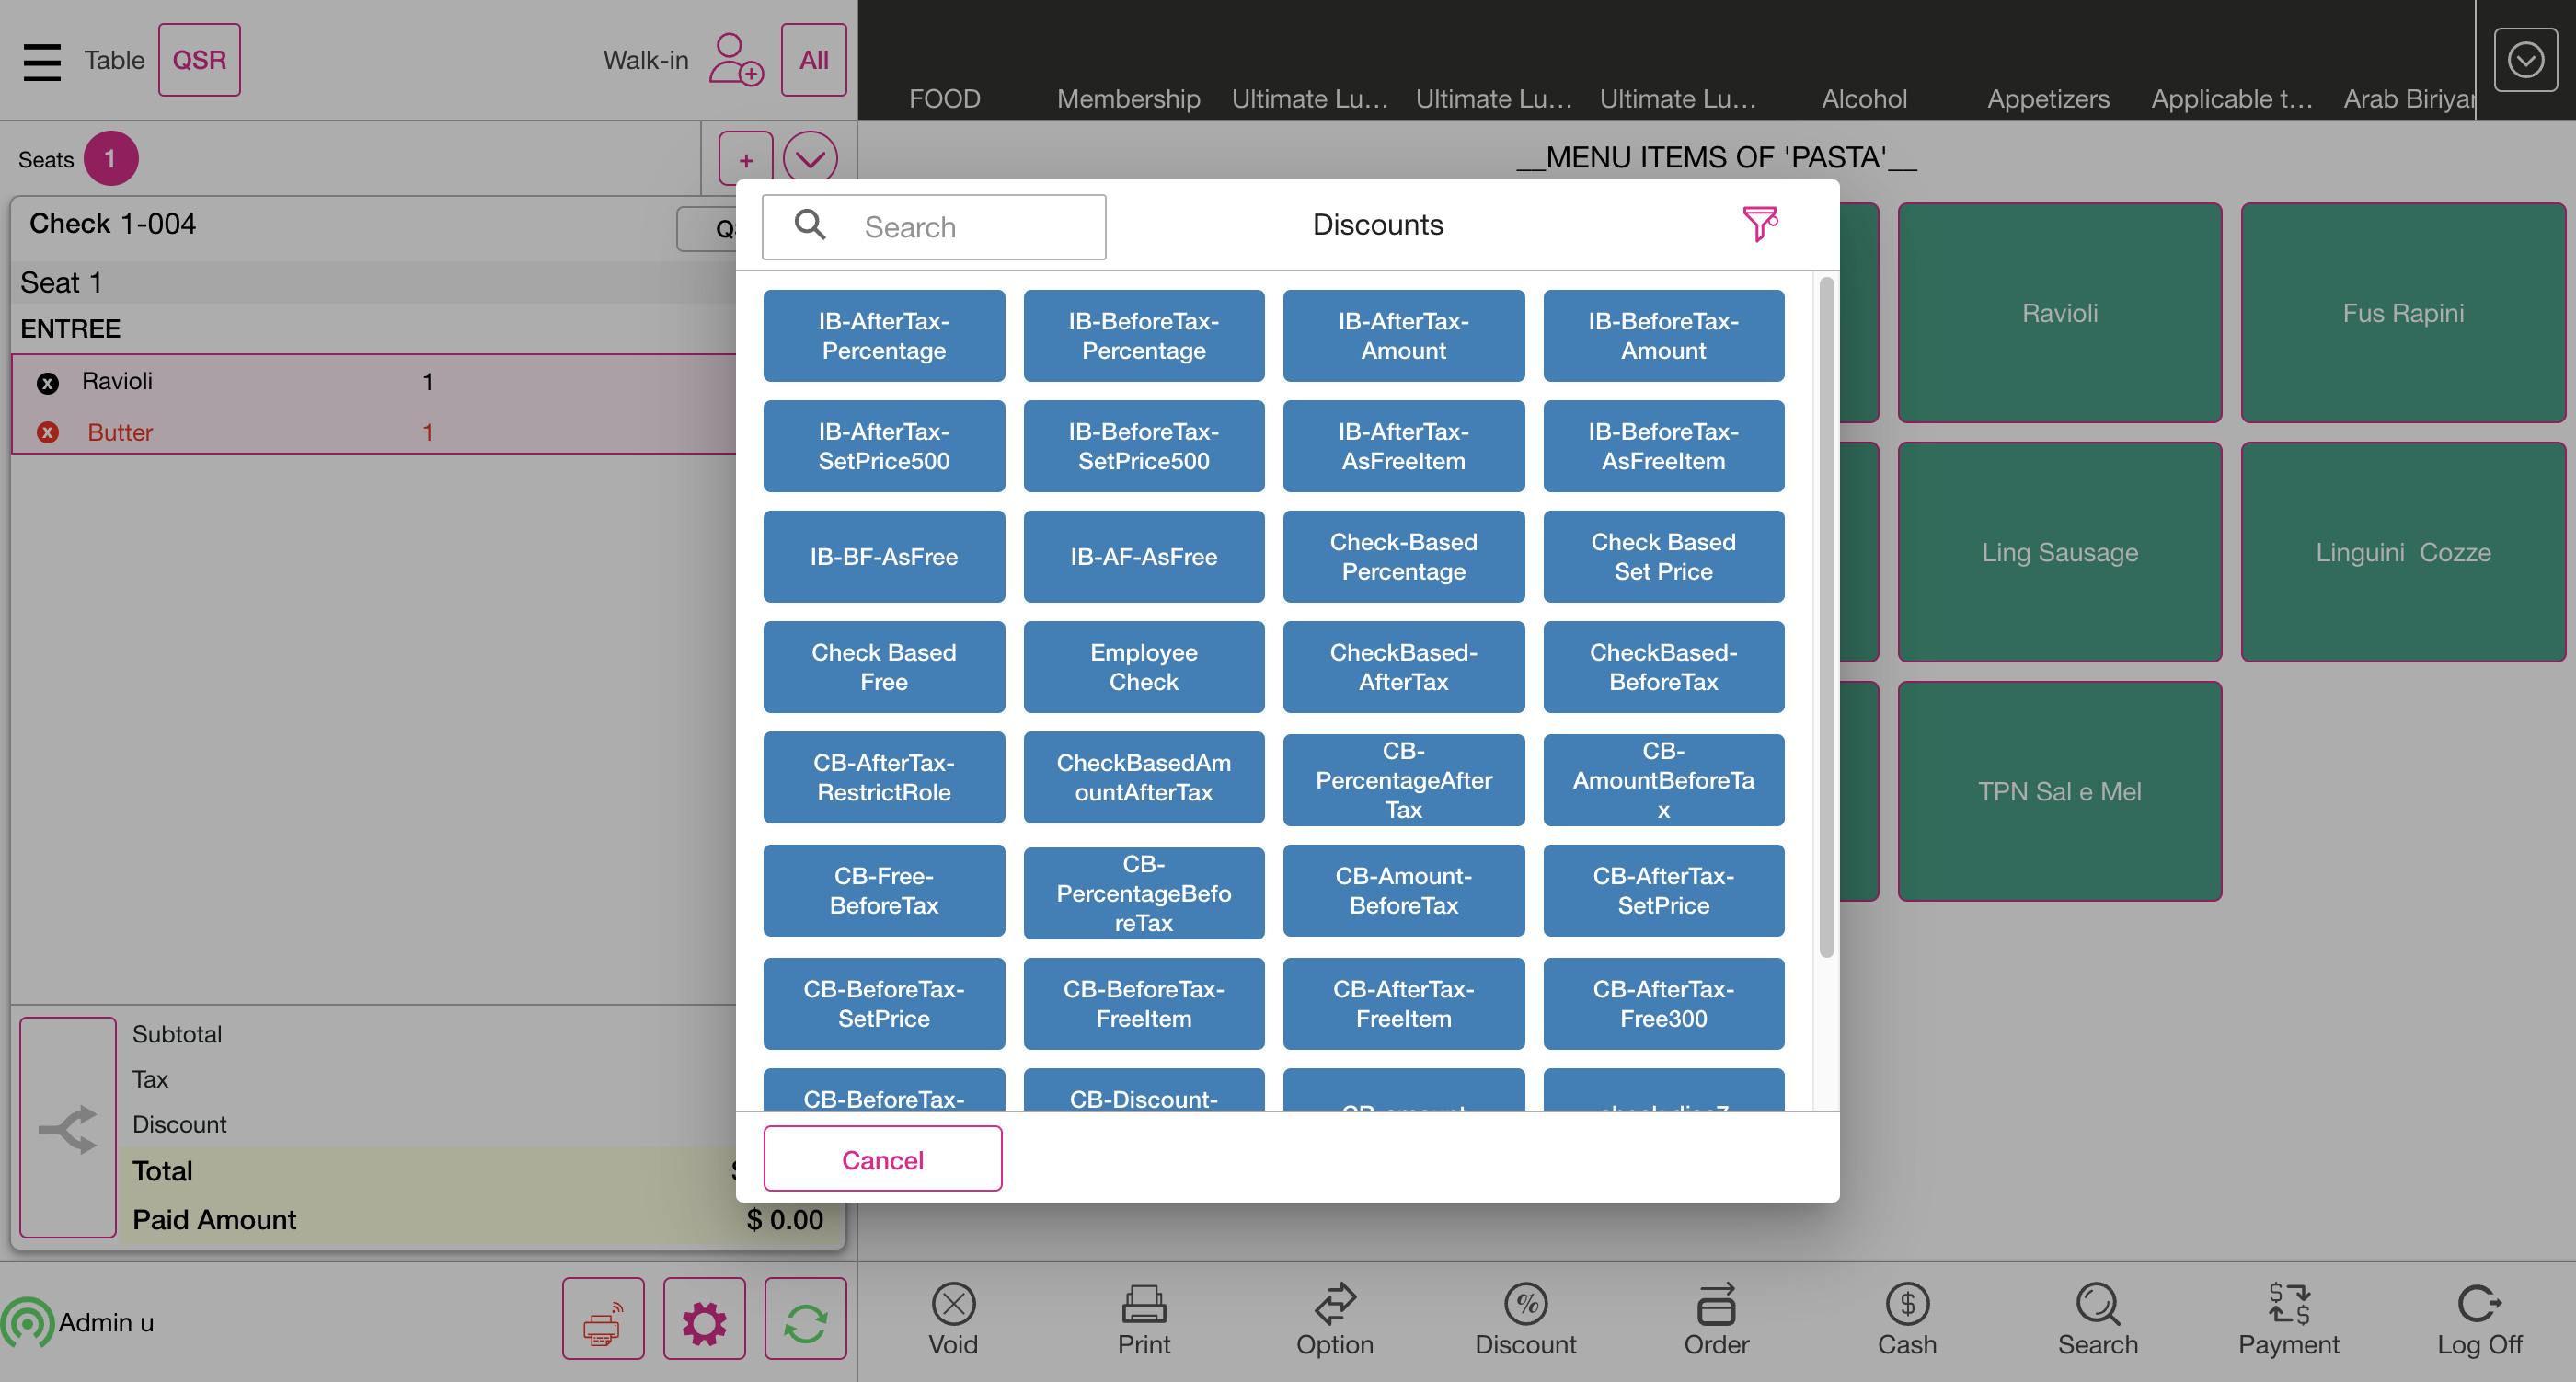 Table QSR
Walk-in All
FOOD Membership Ultimate Lu... Ultimate Lu... Ultimate Lu... Alcohol Appetizers Applicable t... Arab Biriyar
Seats 1
+
__MENU ITEMS OF 'PASTA'__
Check 1-004
Seat 1
ENTREE
x Ravioli 1
x Butter 1
Subtotal
Tax
Discount
Total
Paid Amount $ 0.00
Admin u
Search
Discounts
IB-AfterTax-
Percentage
IB-BeforeTax-
Percentage
IB-AfterTax-
Amount
IB-BeforeTax-
Amount
IB-AfterTax-
SetPrice500
IB-BeforeTax-
SetPrice500
IB-AfterTax-
AsFreeItem
IB-BeforeTax-
AsFreeItem
IB-BF-AsFree
IB-AF-AsFree
Check-Based
Percentage
Check Based
Set Price
Check Based
Free
Employee
Check
CheckBased-
AfterTax
CheckBased-
BeforeTax
CB-AfterTax-
RestrictRole
CheckBasedAm
ountAfterTax
CB-
PercentageAfter
Tax
CB-
AmountBeforeTa
x
CB-Free-
BeforeTax
CB-
PercentageBefo
reTax
CB-Amount-
BeforeTax
CB-AfterTax-
SetPrice
CB-BeforeTax-
SetPrice
CB-BeforeTax-
FreeItem
CB-AfterTax-
FreeItem
CB-AfterTax-
Free300
CB-BeforeTax-
CB-Discount-
Cancel
Ravioli
Fus Rapini
Ling Sausage
Linguini Cozze
TPN Sal e Mel
Void
Print
Option
Discount
Order
Cash
Search
Payment
Log Off